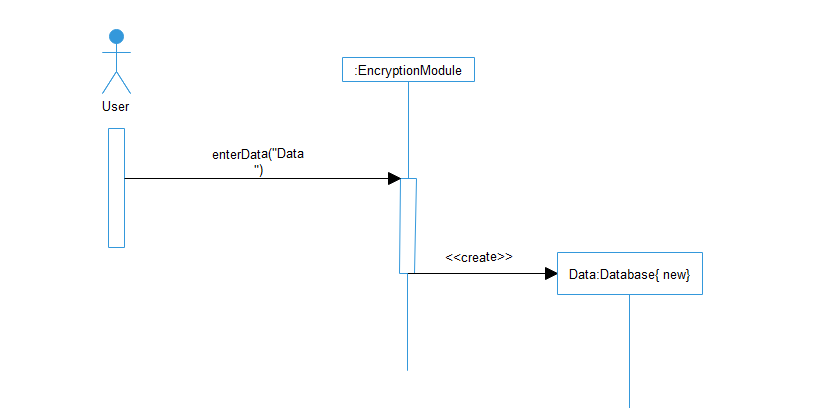 :EncryptionModule
User
enterData("Data
")
<<create>>
Data:Database{ new}